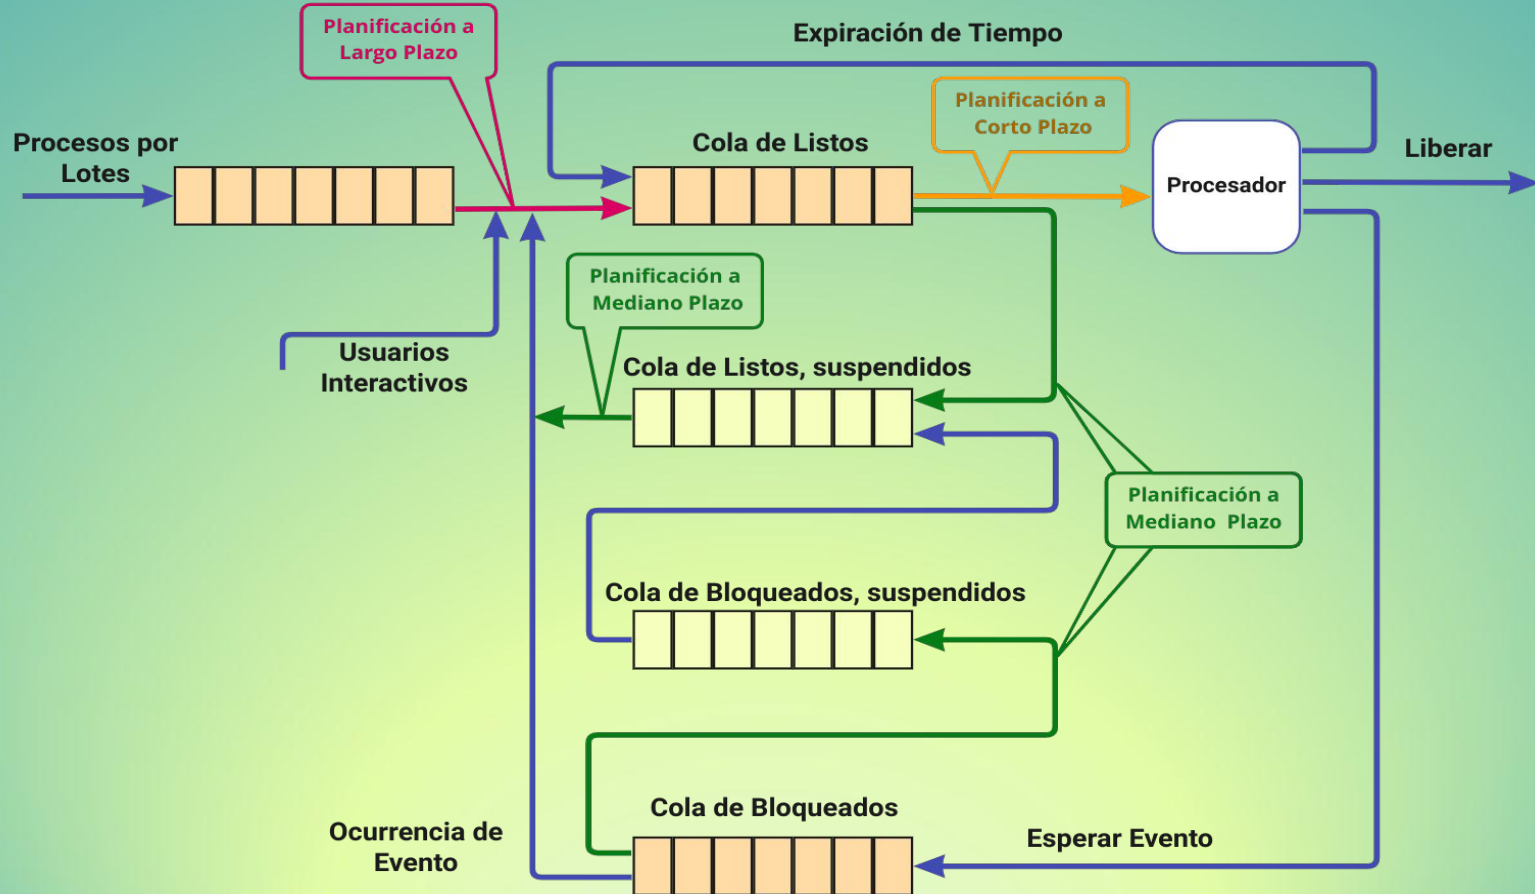 Planificación a
Largo Plazo
Expiración de Tiempo
Planificación a
Corto Plazo
Procesos por
Lotes
Cola de Listos
Procesador
Liberar
Planificación a
Mediano Plazo
Usuarios
Interactivos
Cola de Listos, suspendidos
Planificación a
Mediano Plazo
Cola de Bloqueados, suspendidos
Cola de Bloqueados
Ocurrencia de
Evento
Esperar Evento